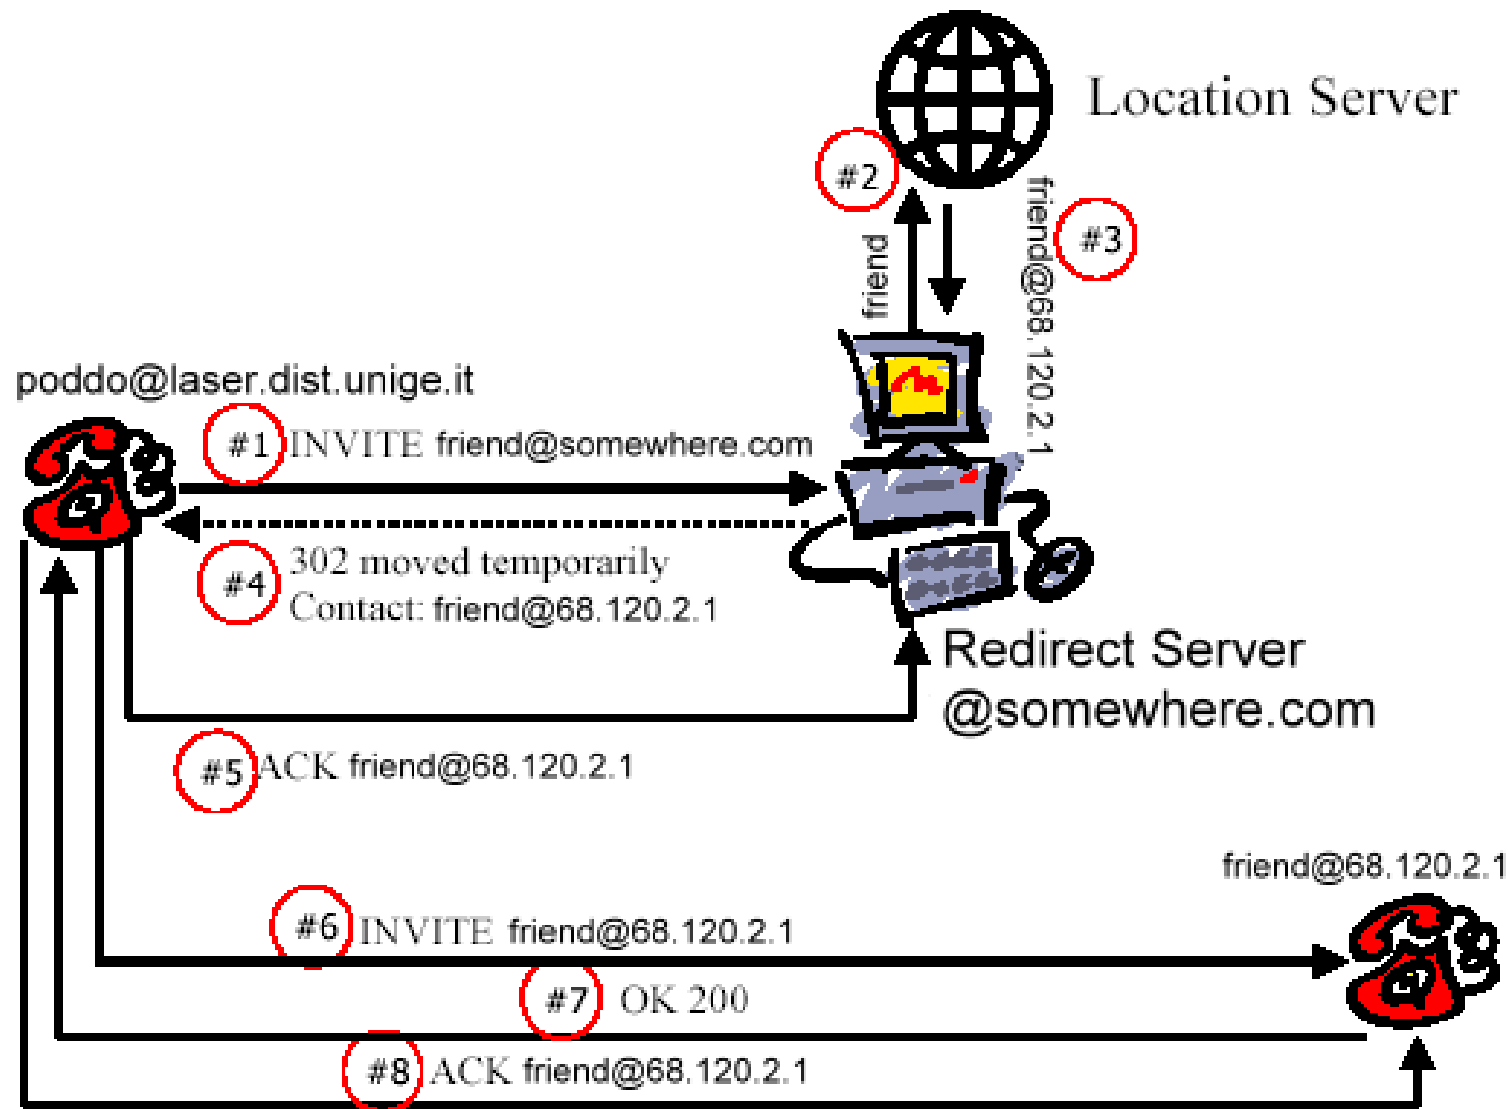 Location Server
#2
#3
friend
friend@68.120.2.1
poddo@laser.dist.unige.it
#1 INVITE friend@somewhere.com
#4 302 moved temporarily
Contact: friend@68.120.2.1
Redirect Server
@somewhere.com
#5 ACK friend@68.120.2.1
friend@68.120.2.1
#6 INVITE friend@68.120.2.1
#7 OK 200
#8 ACK friend@68.120.2.1